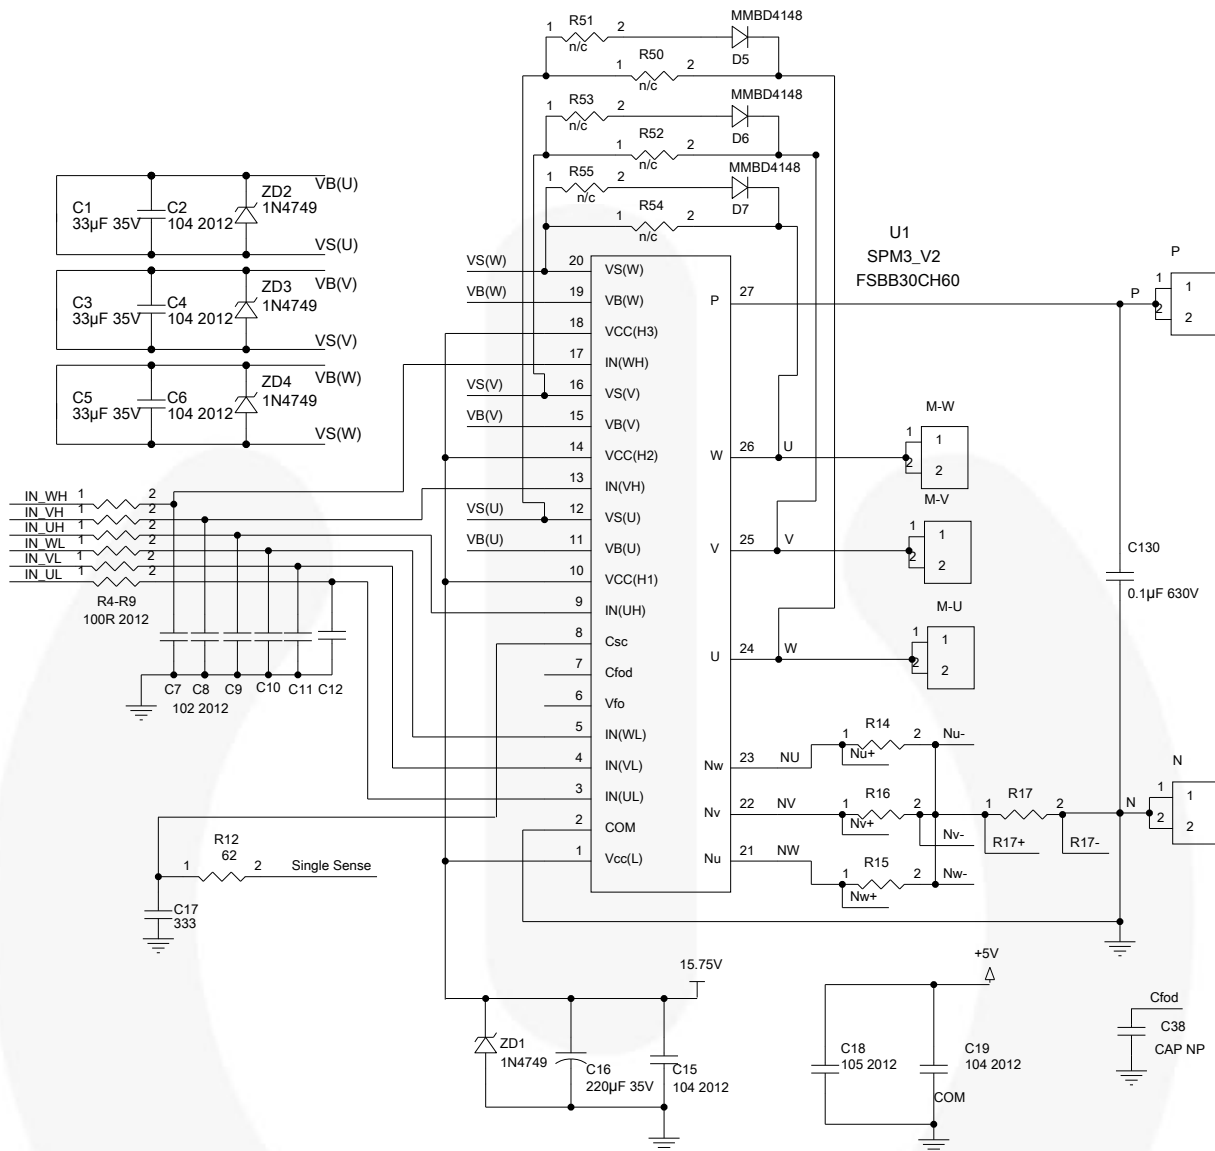 R51
MMBD4148
1
2
n/c
D5
R50
1
2
n/c
R53
MMBD4148
1
2
n/c
D6
R52
1
2
n/c
R55
MMBD4148
1
2
n/c
D7
R54
1
2
n/c
VB(U)
C1
33µF 35V
C2
104 2012
ZD2
1N4749
VS(U)
VB(V)
C3
33µF 35V
C4
104 2012
ZD3
1N4749
VS(V)
VB(W)
C5
33µF 35V
C6
104 2012
ZD4
1N4749
VS(W)
U1
SPM3_V2
FSBB30CH60
VS(W) 20 VS(W)
VB(W) 19 VB(W)
18 VCC(H3)
17 IN(WH)
VS(V) 16 VS(V)
VB(V) 15 VB(V)
14 VCC(H2)
13 IN(VH)
VS(U) 12 VS(U)
VB(U) 11 VB(U)
10 VCC(H1)
9 IN(UH)
8 Csc
7 Cfod
6 Vfo
5 IN(WL)
4 IN(VL)
3 IN(UL)
2 COM
1 Vcc(L)
P 27
W 26 U
V 25 V
U 24 W
Nw 23 NU
Nv 22 NV
Nu 21 NW
P
P
1
2
1
2
M-W
1
2
1
2
M-V
1
2
1
2
M-U
1
2
1
2
C130
0.1µF 630V
IN_WH 1 2
IN_VH 1 2
IN_UH 1 2
IN_WL 1 2
IN_VL 1 2
IN_UL 1 2
R4-R9
100R 2012
C7 C8 C9 C10 C11 C12
102 2012
R14
1
2
Nu+
Nu-
R16
1
2
Nv+
Nv-
R15
1
2
Nw+
Nw-
R17
1
2
R17+
R17-
N
N
1
2
1
2
R12
62
1
2
Single Sense
C17
333
15.75V
ZD1
1N4749
C16
220µF 35V
C15
104 2012
+5V
C18
105 2012
C19
104 2012
COM
Cfod
C38
CAP NP